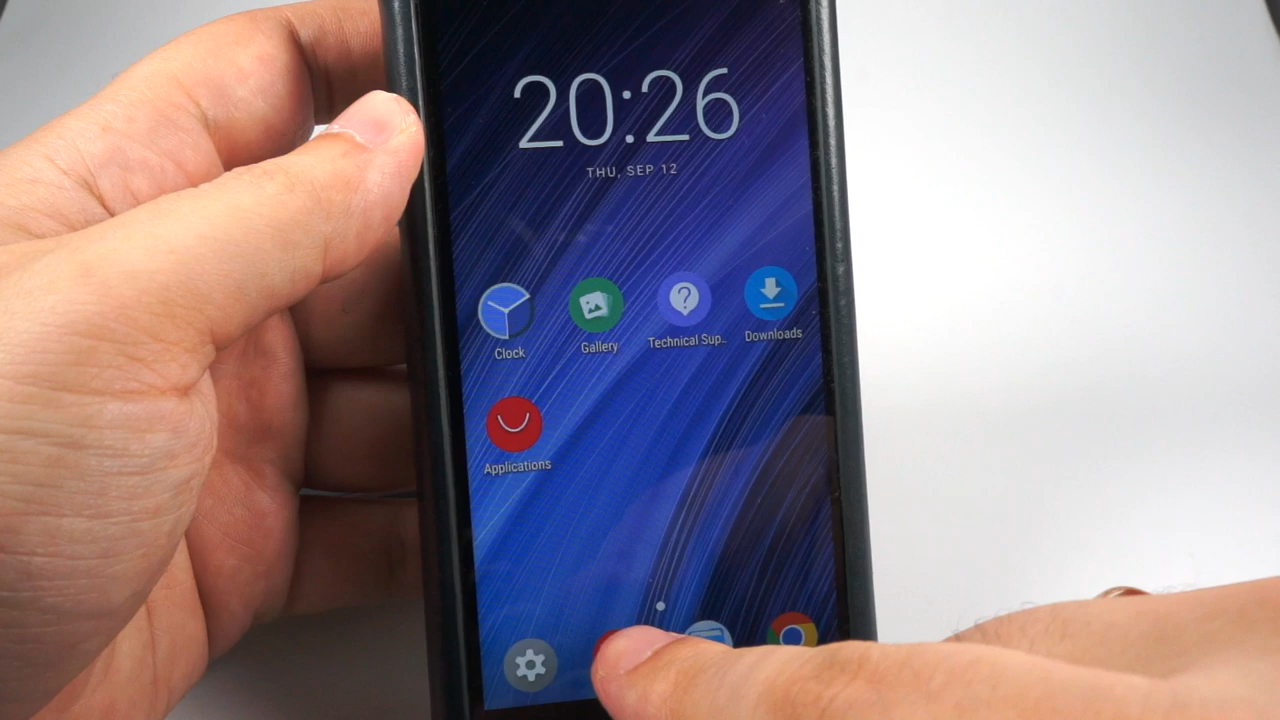 20:26
THU, SEP 12
Clock
Gallery
Technical Sup..
Downloads
Applications